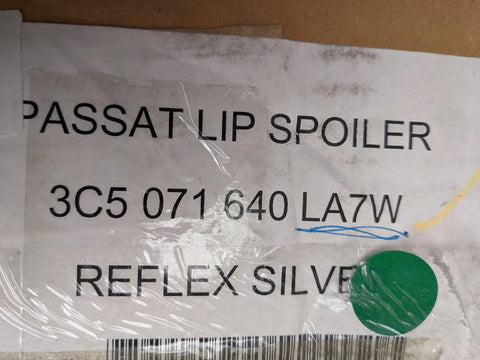 PASSAT LIP SPOILER
3C5 071 640 LA7W
REFLEX SILVE